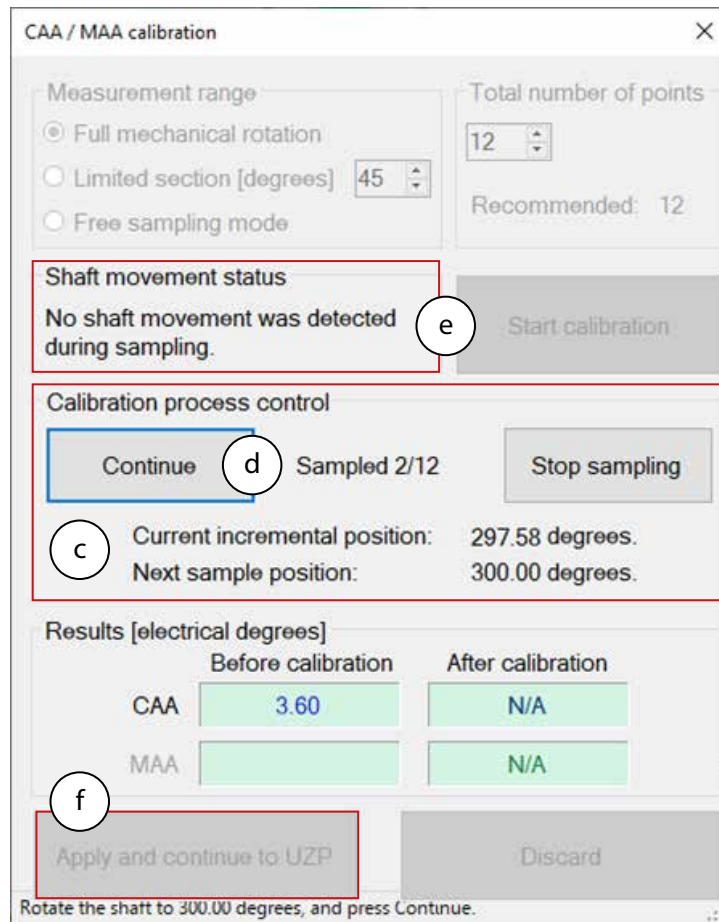 CAA / MAA calibration
Measurement range
Full mechanical rotation
Limited section [degrees] 45
Free sampling mode
Total number of points
12
Recommended: 12
Shaft movement status
No shaft movement was detected
during sampling.
e
Start calibration
Calibration process control
Continue d Sampled 2/12 Stop sampling
c
Current incremental position: 297.58 degrees.
Next sample position: 300.00 degrees.
Results [electrical degrees]
Before calibration After calibration
CAA 3.60 N/A
MAA N/A
f
Apply and continue to UZP Discard
Rotate the shaft to 300.00 degrees, and press Continue.